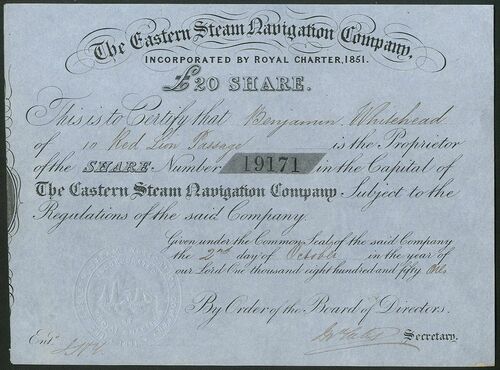 The Eastern Steam Navigation Company,
INCORPORATED BY ROYAL CHARTER, 1851.
£20 SHARE.
This is to Certify that Benjamin Whitehead
of 10 Red Lion Passage is the Proprietor
of the SHARE Number 19171 in the Capital of
The Eastern Steam Navigation Company Subject to the
Regulations of the said Company.
Given under the Common Seal of the said Company
the 2nd day of October in the year of
our Lord One thousand eight hundred and fifty one
By Order of the Board of Directors.
Secretary.
Entd.